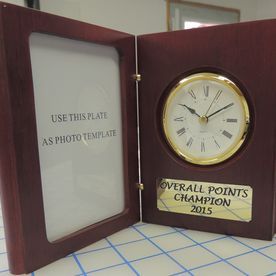 USE THIS PLATE
AS PHOTO TEMPLATE
OVERALL POINTS
CHAMPION
2015